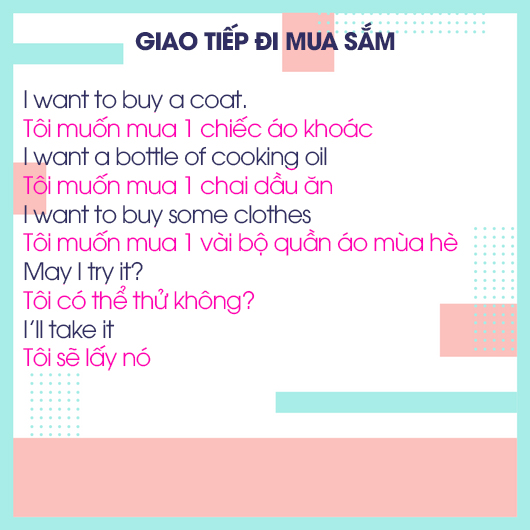 GIAO TIẾP ĐI MUA SẮM
I want to buy a coat.
Tôi muốn mua 1 chiếc áo khoác
I want a bottle of cooking oil
Tôi muốn mua 1 chai dầu ăn
I want to buy some clothes
Tôi muốn mua 1 vài bộ quần áo mùa hè
May I try it?
Tôi có thể thử không?
I'll take it
Tôi sẽ lấy nó